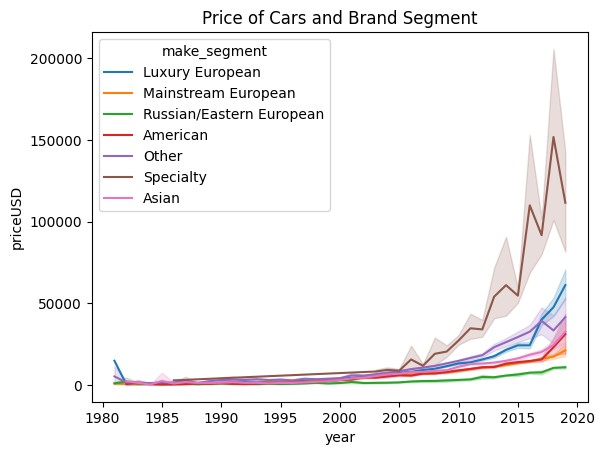 Price of Cars and Brand Segment
make_segment
Luxury European
Mainstream European
Russian/Eastern European
American
Other
Specialty
Asian
priceUSD
200000
150000
100000
50000
0
1980 1985 1990 1995 2000 2005 2010 2015 2020
year